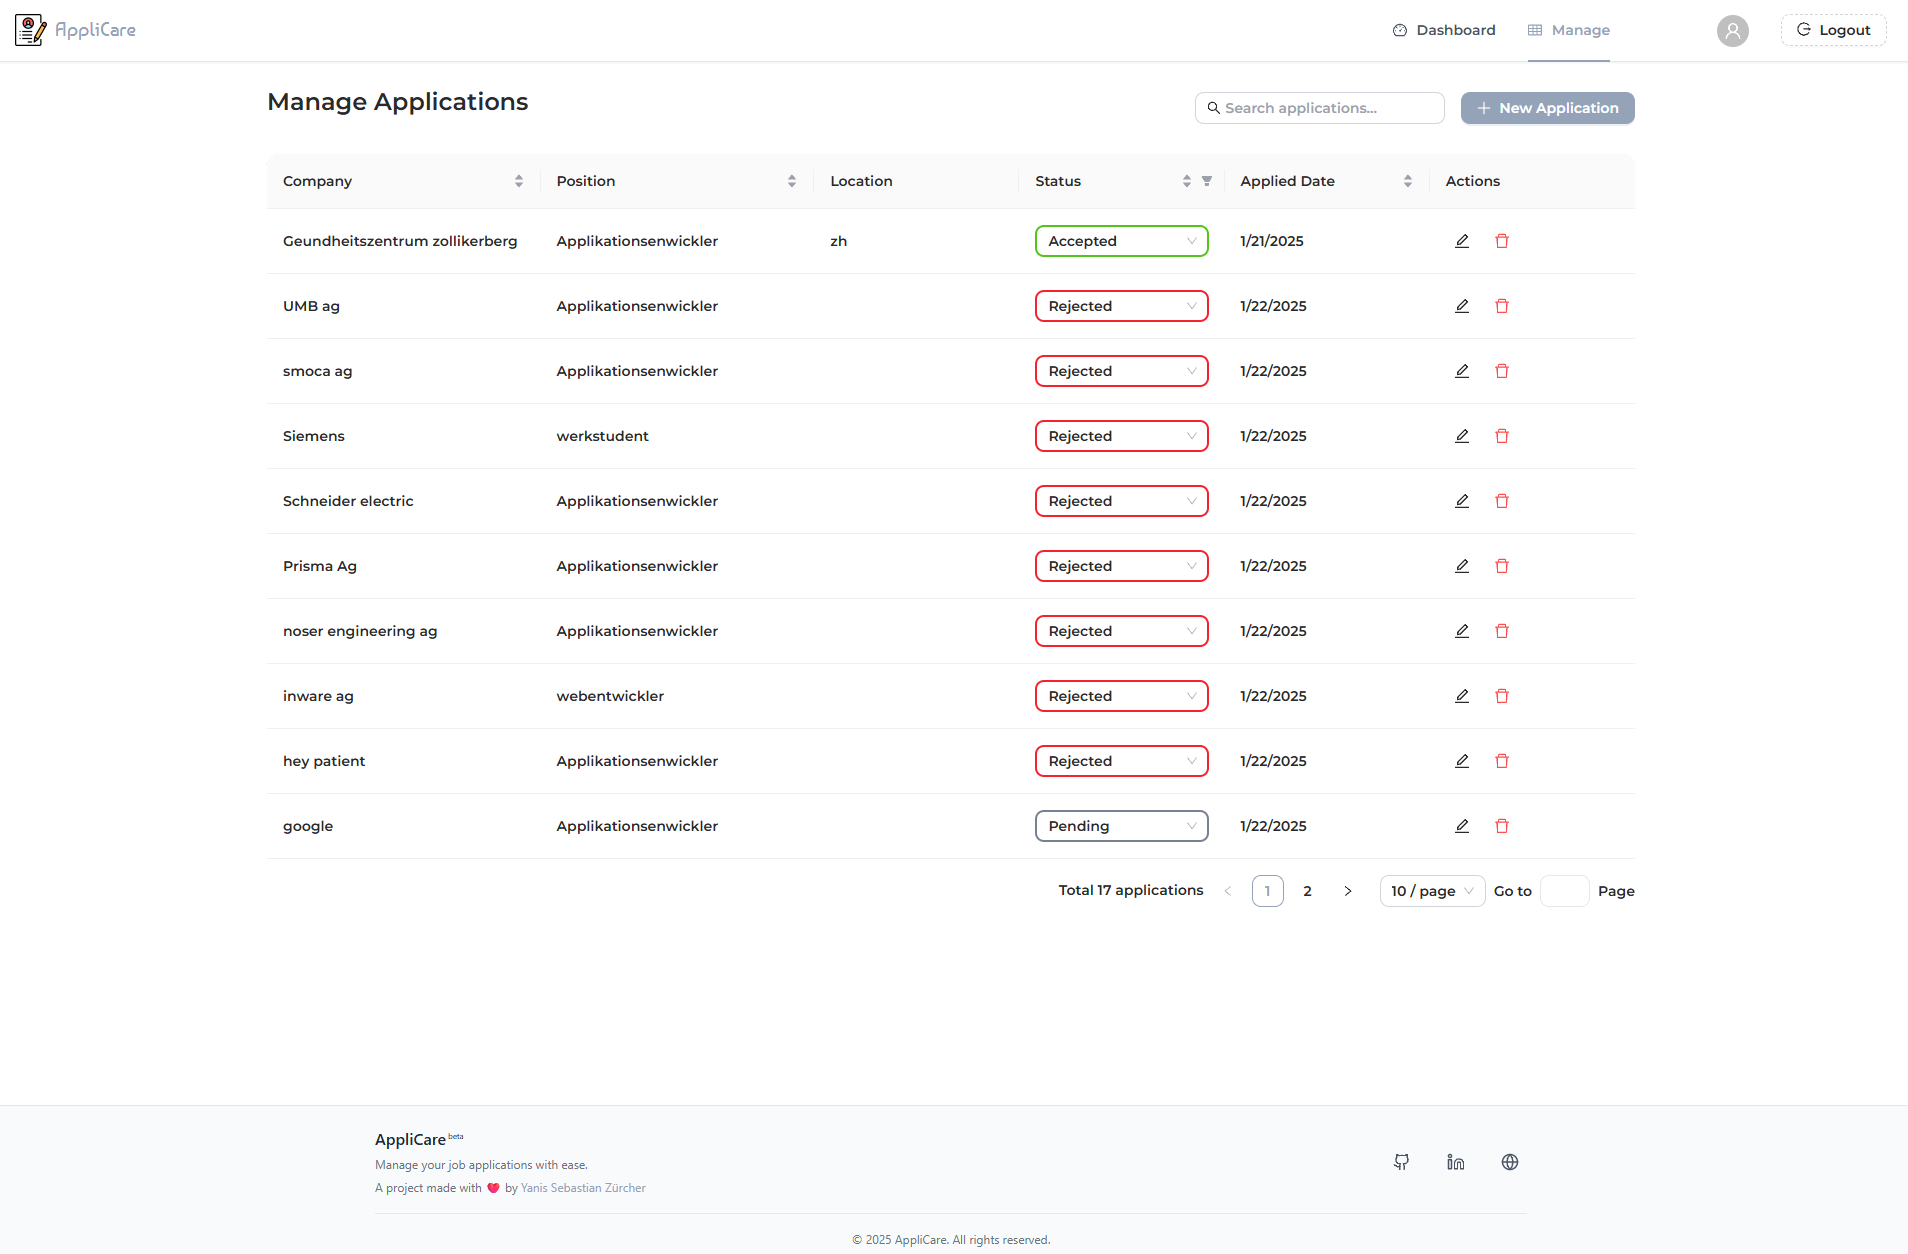 AppliCare
Dashboard
Manage
Logout
Manage Applications
Search applications...
New Application
Company Position Location Status Applied Date Actions
Geundheitszentrum zollikerberg Applikationsenwickler zh Accepted 1/21/2025
UMB ag Applikationsenwickler Rejected 1/22/2025
smoca ag Applikationsenwickler Rejected 1/22/2025
Siemens werkstudent Rejected 1/22/2025
Schneider electric Applikationsenwickler Rejected 1/22/2025
Prisma Ag Applikationsenwickler Rejected 1/22/2025
noser engineering ag Applikationsenwickler Rejected 1/22/2025
inware ag webentwickler Rejected 1/22/2025
hey patient Applikationsenwickler Rejected 1/22/2025
google Applikationsenwickler Pending 1/22/2025
Total 17 applications < 1 2 > 10 / page Go to Page
AppliCare beta
Manage your job applications with ease.
A project made with ❤️ by Yanis Sebastian Zürcher
© 2025 AppliCare. All rights reserved.